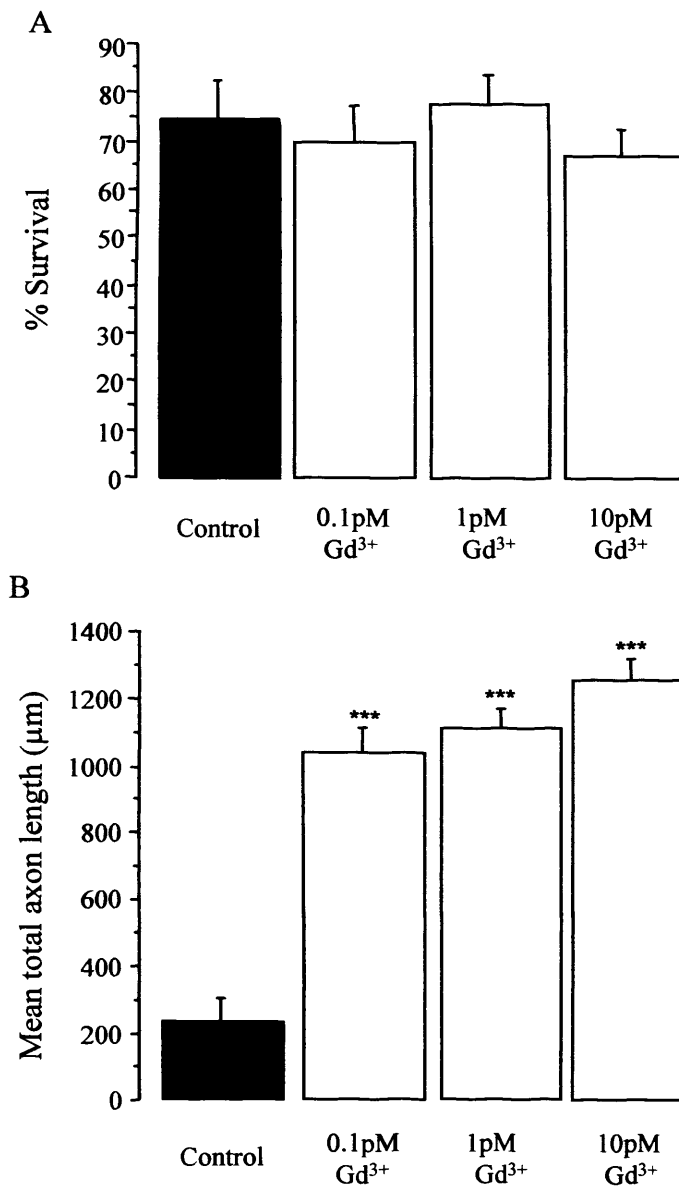 A
90
80
70
60
50
40
30
20
10
0
% Survival
Control
0.1pM
Gd³⁺
1pM
Gd³⁺
10pM
Gd³⁺
B
1400
1200
1000
800
600
400
200
0
Mean total axon length (μm)
***
***
***
Control
0.1pM
Gd³⁺
1pM
Gd³⁺
10pM
Gd³⁺